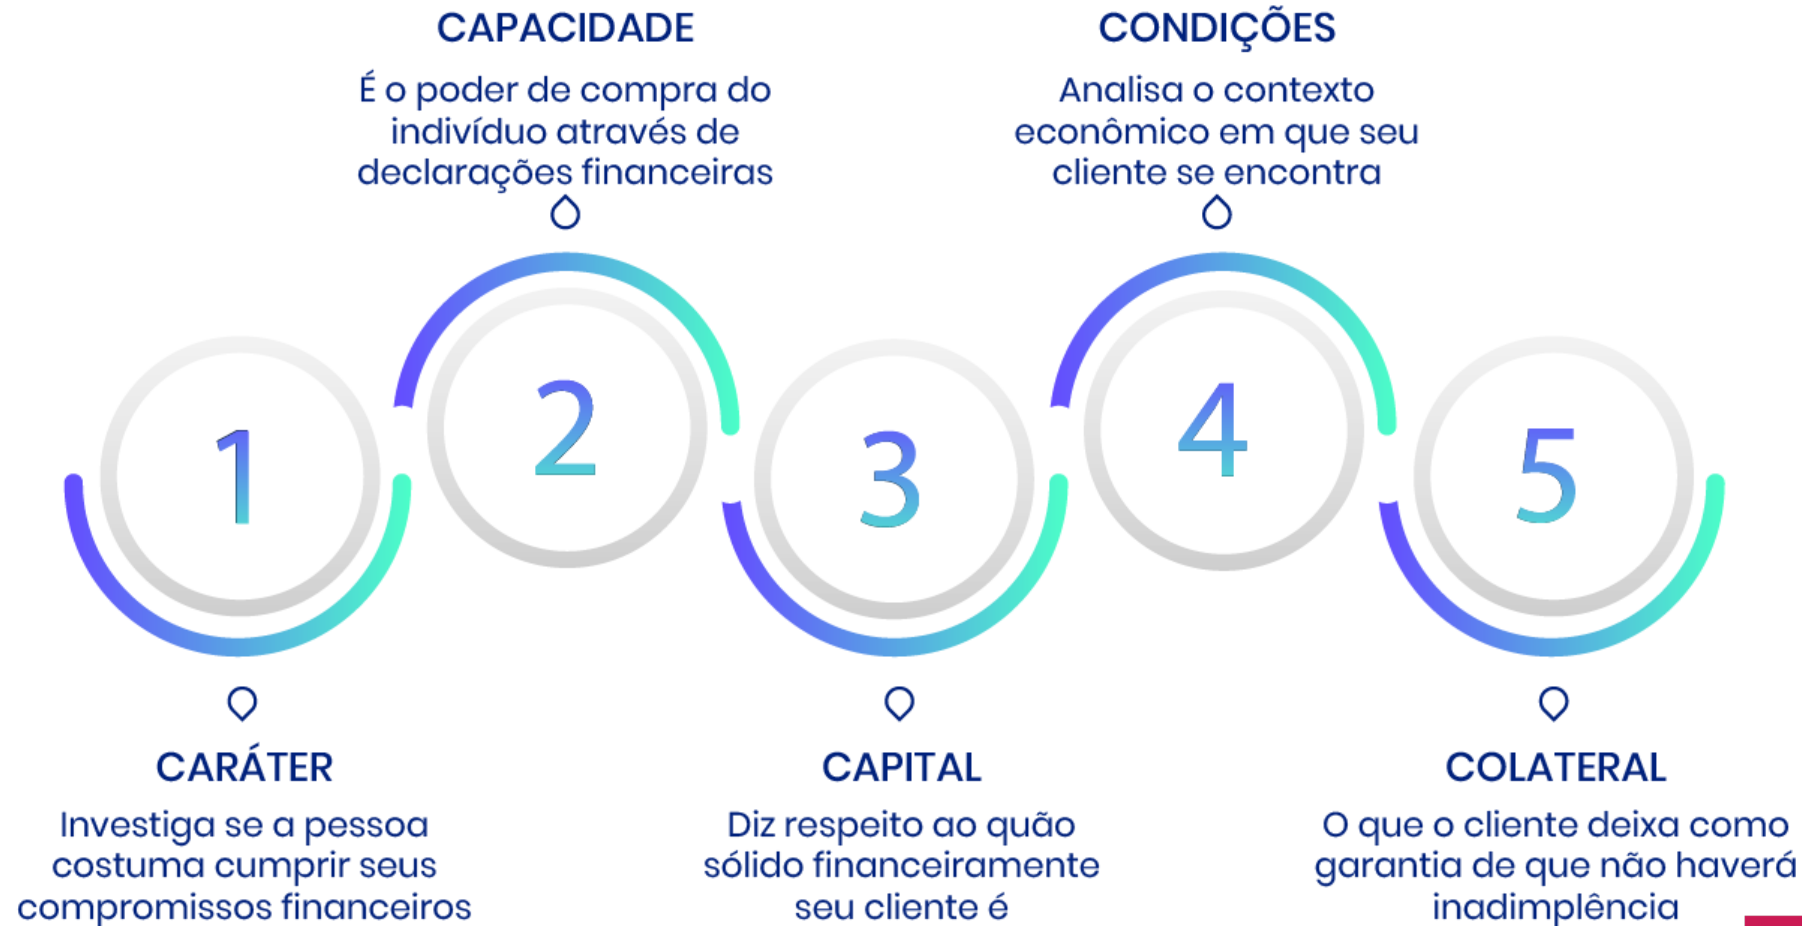 CAPACIDADE
É o poder de compra do
indivíduo através de
declarações financeiras
CONDIÇÕES
Analisa o contexto
econômico em que seu
cliente se encontra
1
2
3
4
5
CARÁTER
Investiga se a pessoa
costuma cumprir seus
compromissos financeiros
CAPITAL
Diz respeito ao quão
sólido financeiramente
seu cliente é
COLATERAL
O que o cliente deixa como
garantia de que não haverá
inadimplência